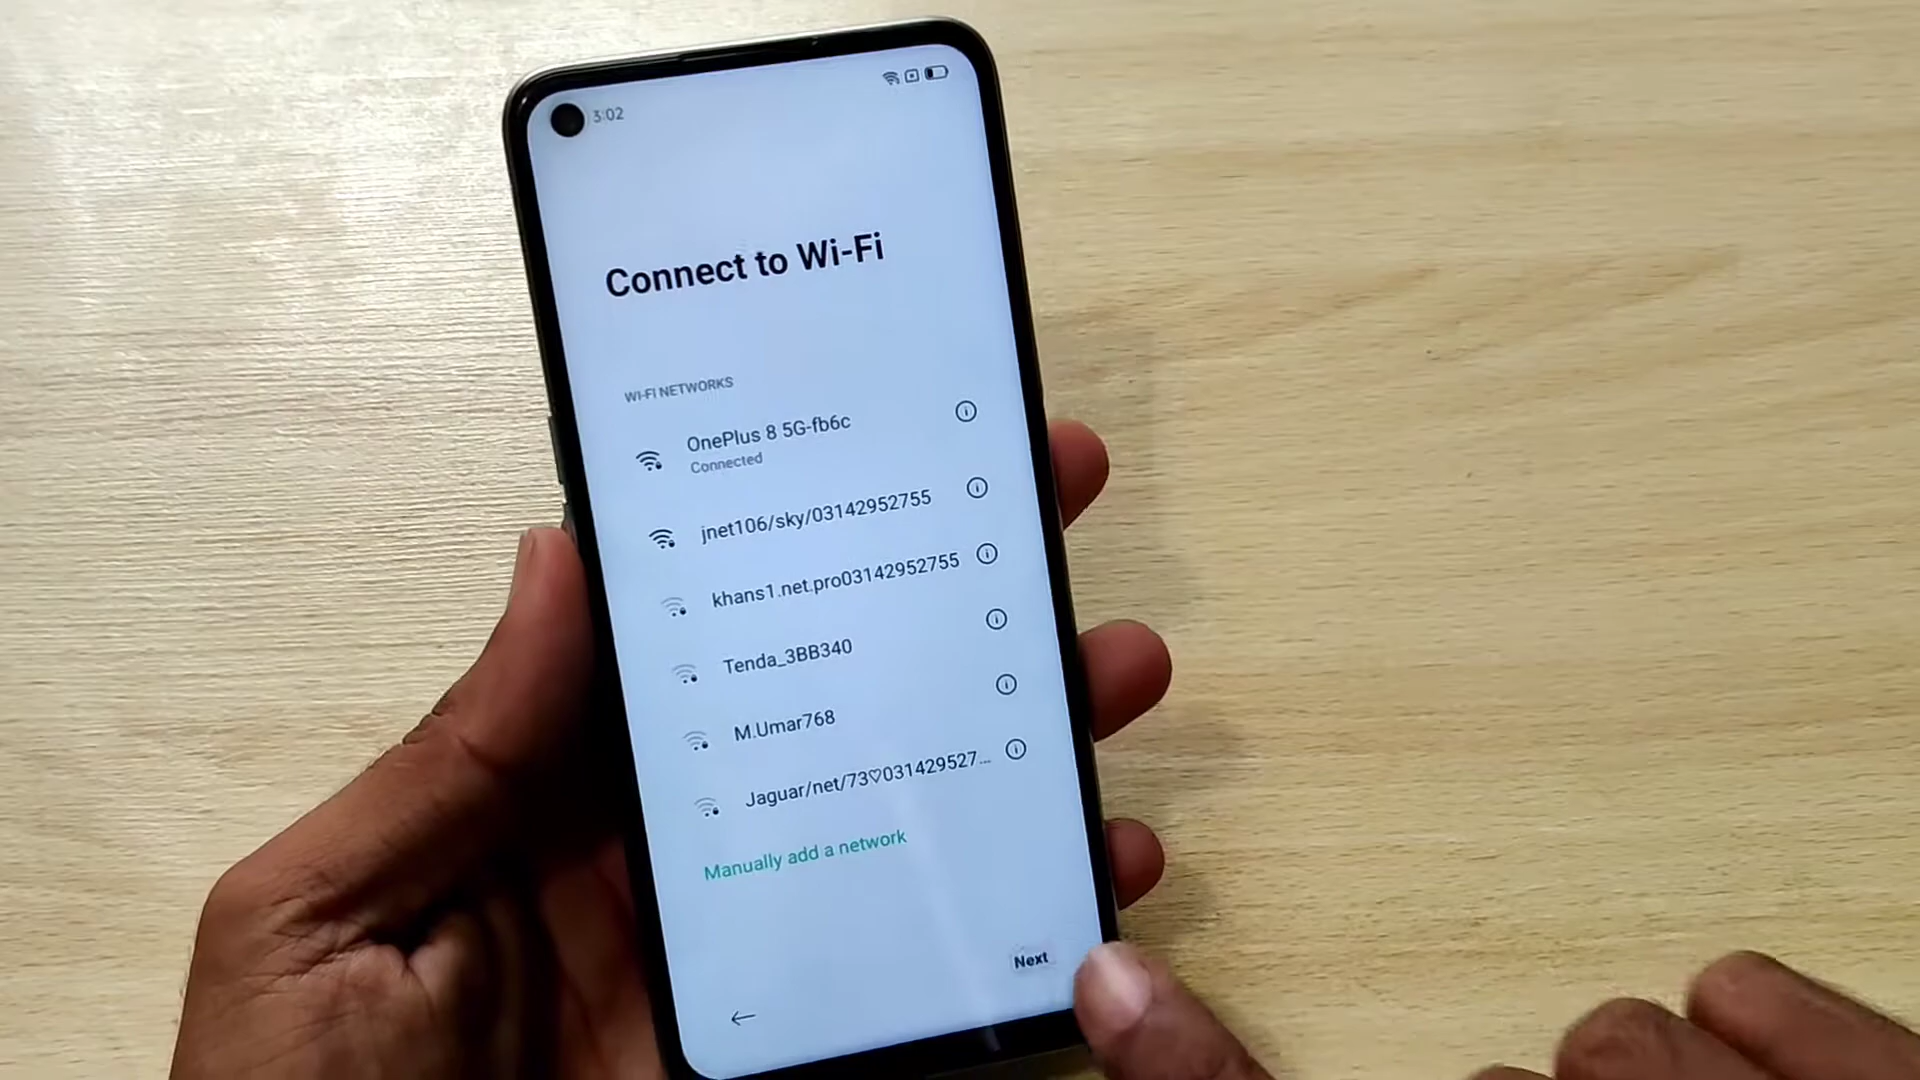 3:02
Connect to Wi-Fi
WI-FI NETWORKS
OnePlus 8 5G-fb6c
Connected
jnet106/sky/03142952755
khans1.net.pro03142952755
Tenda_3BB340
M.Umar768
Jaguar/net/73♡031429527...
Manually add a network
Next